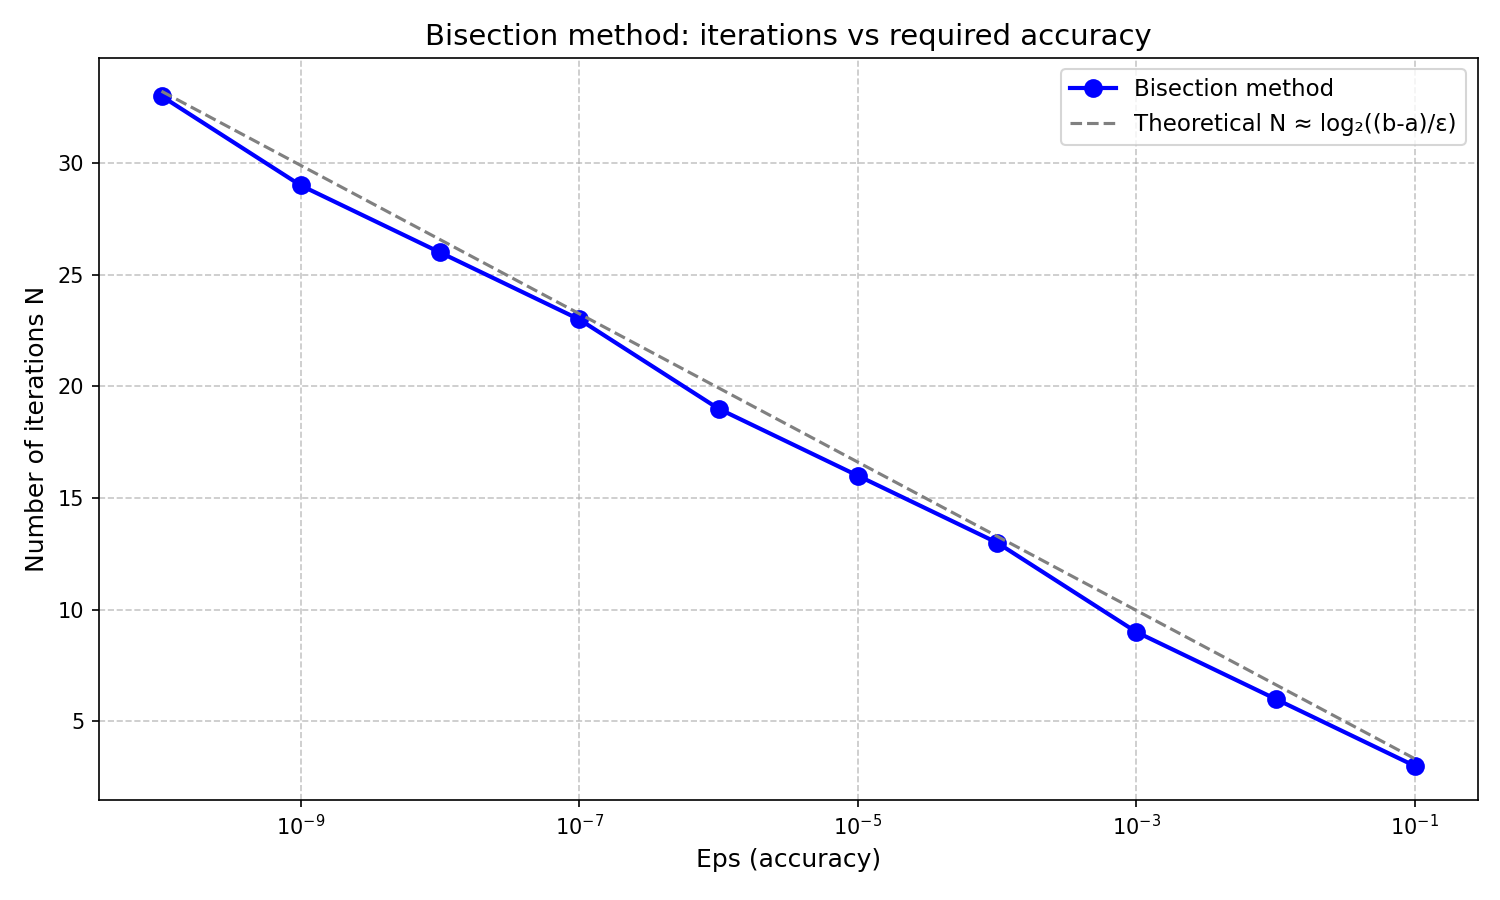 Bisection method: iterations vs required accuracy
Bisection method
Theoretical N ≈ log₂((b-a)/ε)
Number of iterations N
30
25
20
15
10
5
10⁻⁹ 10⁻⁷ 10⁻⁵ 10⁻³ 10⁻¹
Eps (accuracy)